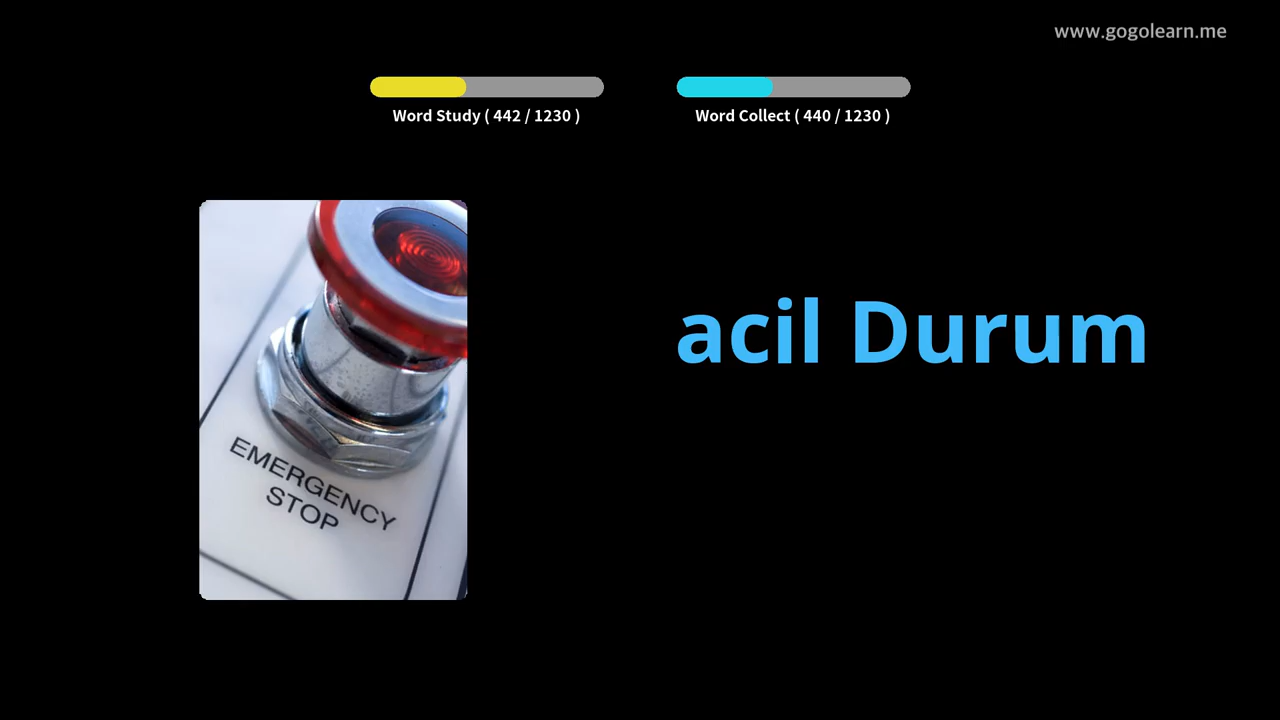 www.gogolearn.me
Word Study ( 442 / 1230 )
Word Collect ( 440 / 1230 )
acil Durum
EMERGENCY
STOP